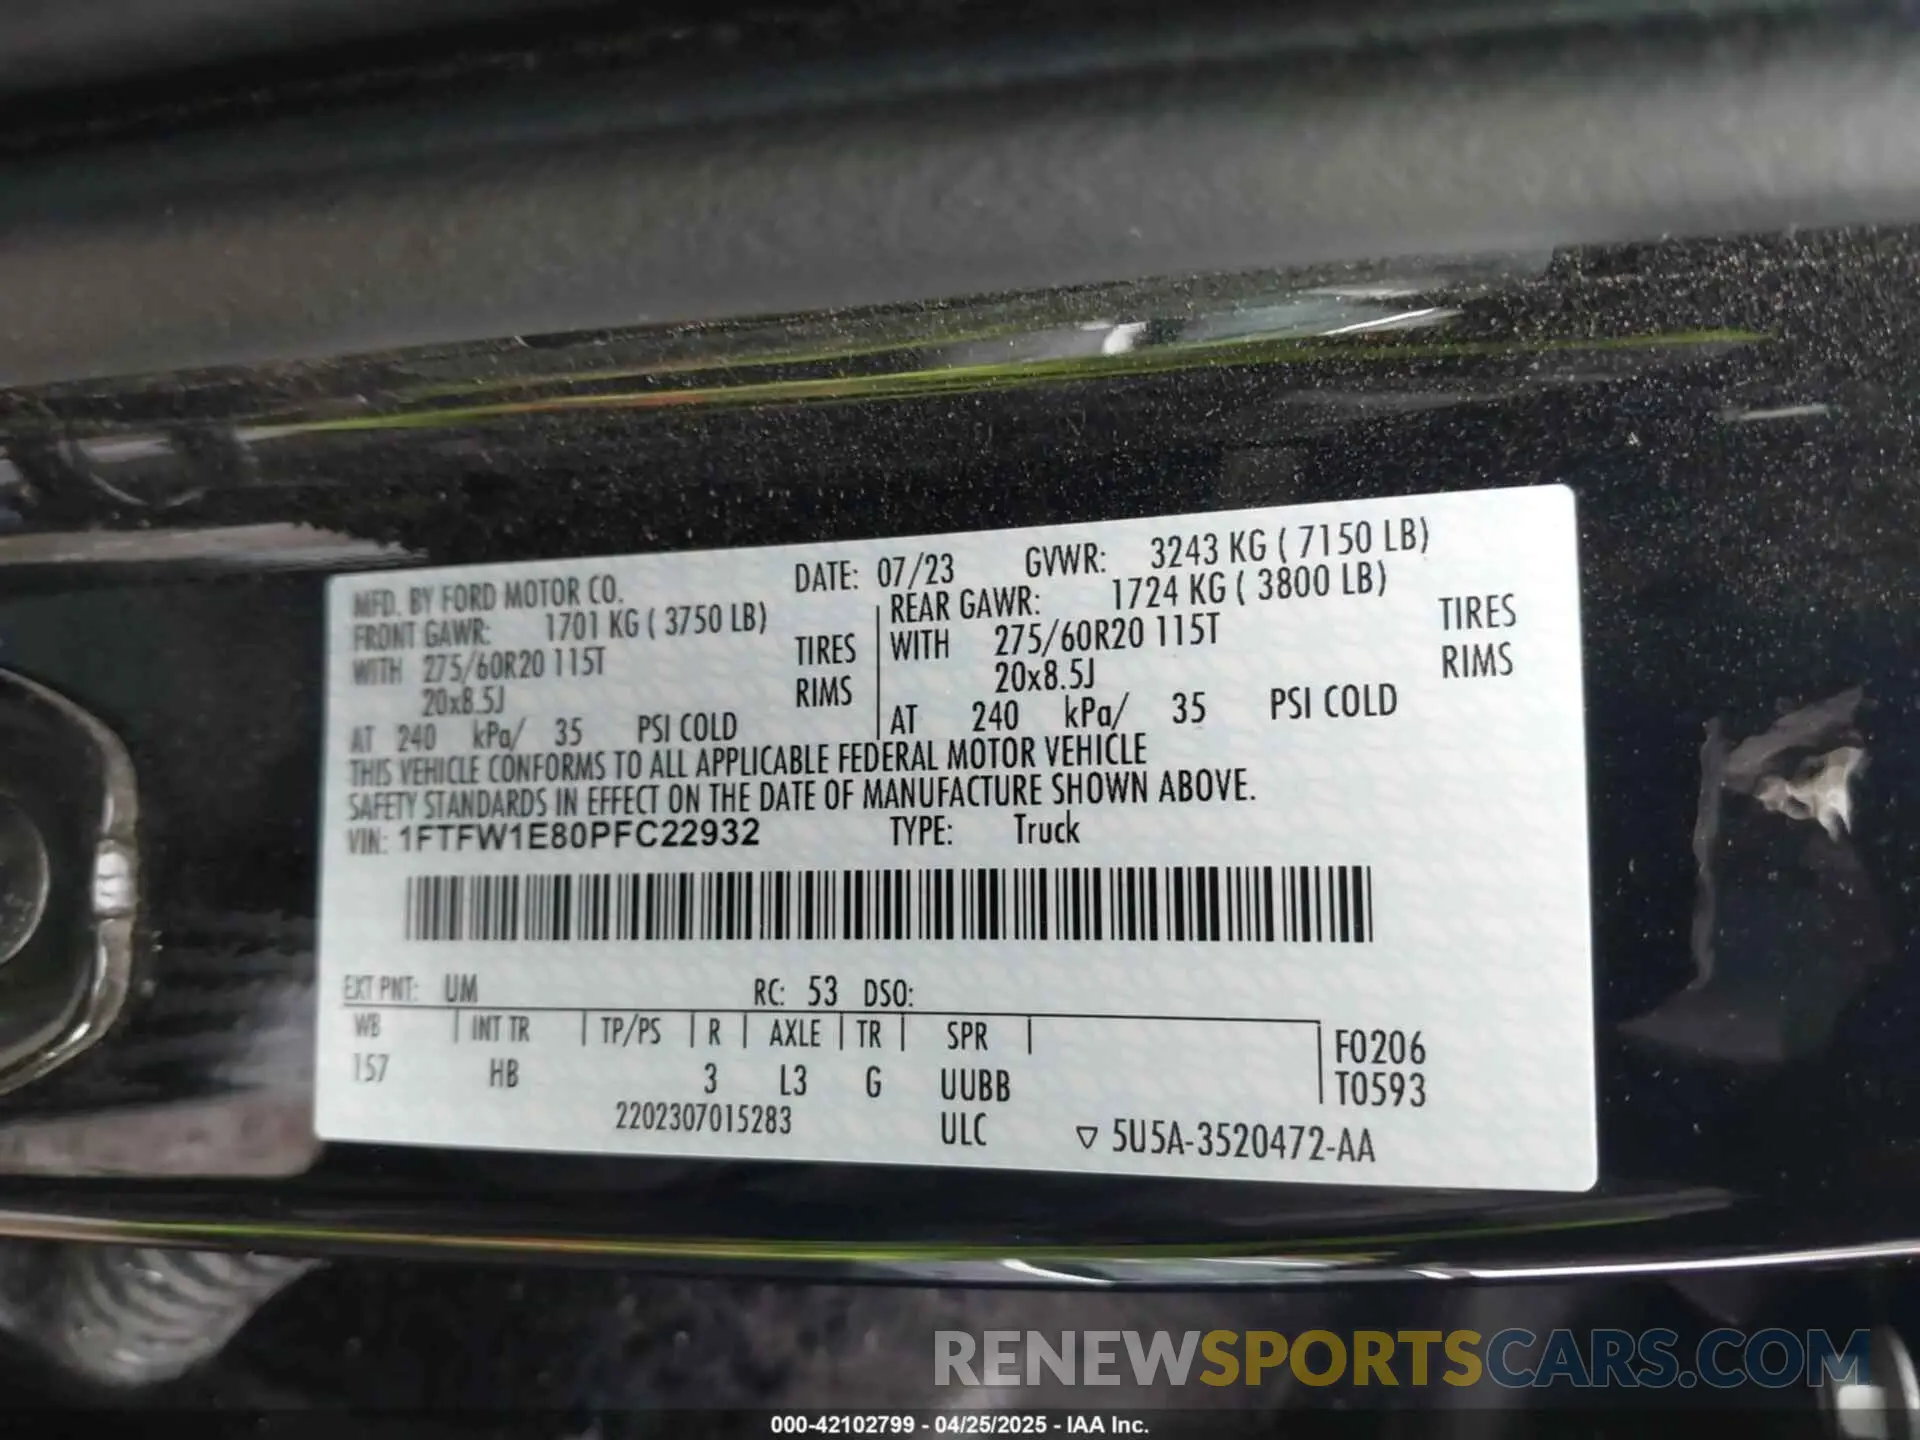 MFD. BY FORD MOTOR CO. DATE: 07/23 GVWR: 3243 KG ( 7150 LB)
FRONT GAWR: 1701 KG ( 3750 LB) REAR GAWR: 1724 KG ( 3800 LB)
WITH 275/60R20 115T TIRES WITH 275/60R20 115T TIRES
20x8.5J RIMS 20x8.5J RIMS
AT 240 kPa/ 35 PSI COLD AT 240 kPa/ 35 PSI COLD
THIS VEHICLE CONFORMS TO ALL APPLICABLE FEDERAL MOTOR VEHICLE
SAFETY STANDARDS IN EFFECT ON THE DATE OF MANUFACTURE SHOWN ABOVE.
VIN: 1FTFW1E80PFC22932 TYPE: Truck
EXT PNT: UM RC: 53 DSO:
WB INT TR TP/PS R AXLE TR SPR F0206
157 HB 3 L3 G UUBB T0593
2202307015283 ULC ▽ 5U5A-3520472-AA
RENEWSPORTSCARS.COM
000-42102799 - 04/25/2025 - IAA Inc.